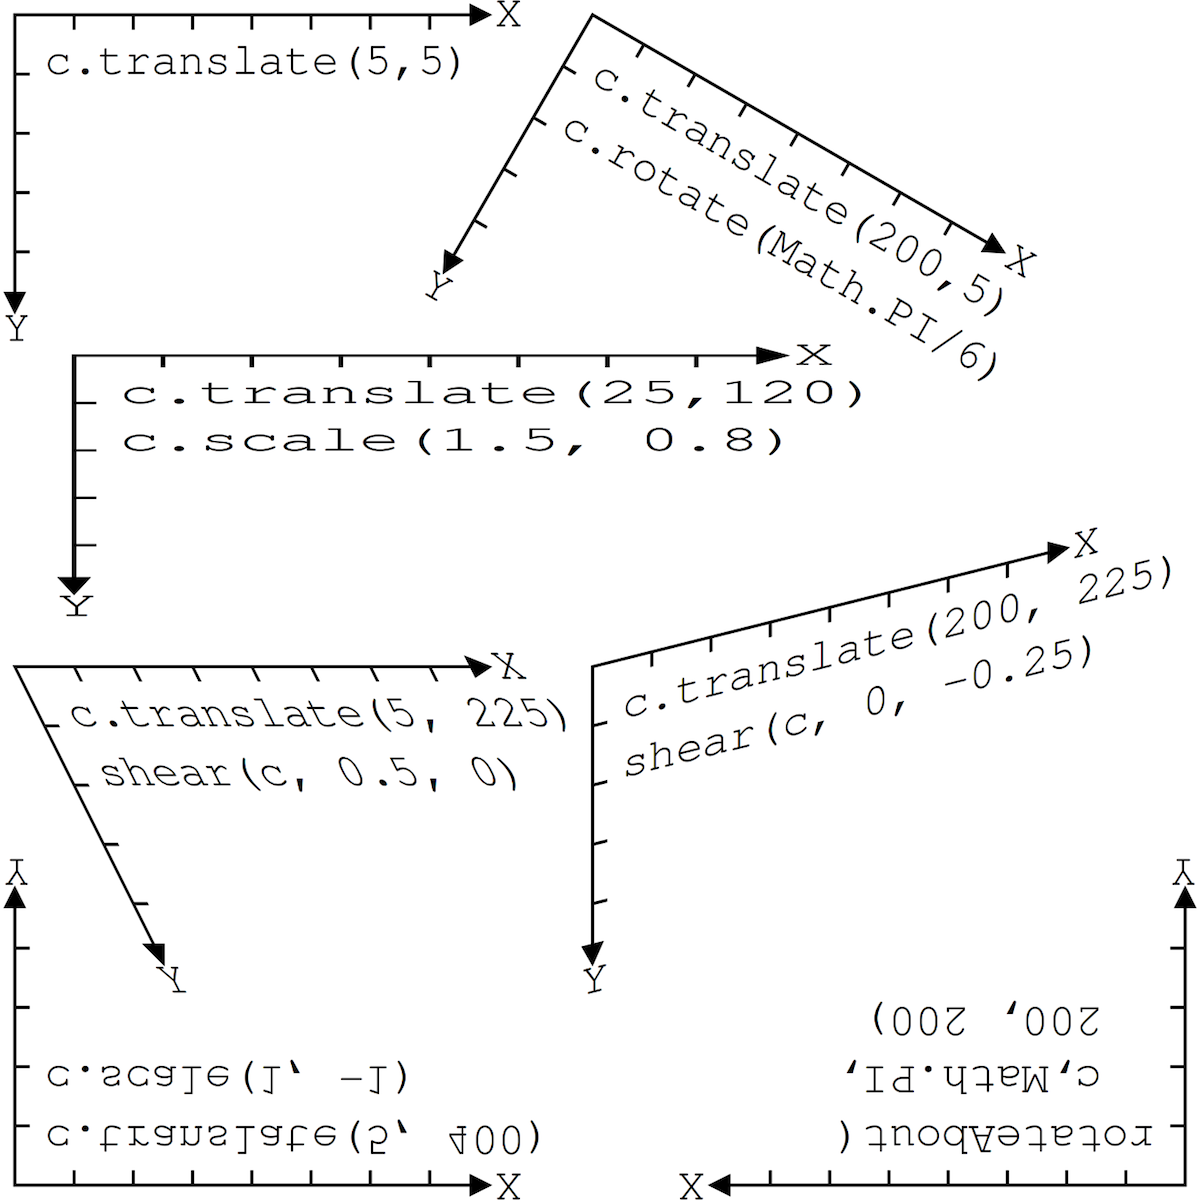 X
c.translate(5,5)
Y
c.translate(200,5)
c.rotate(Math.PI/6)
X
Y
X
c.translate(25,120)
c.scale(1.5, 0.8)
Y
X
c.translate(5, 225)
shear(c, 0.5, 0)
Y
X
c.translate(200, 225)
shear(c, 0, -0.25)
Y
Y
c.translate(5, 400)
c.scale(1, -1)
X
Y
rotateAbout(
c,Math.PI,
200, 200)
X